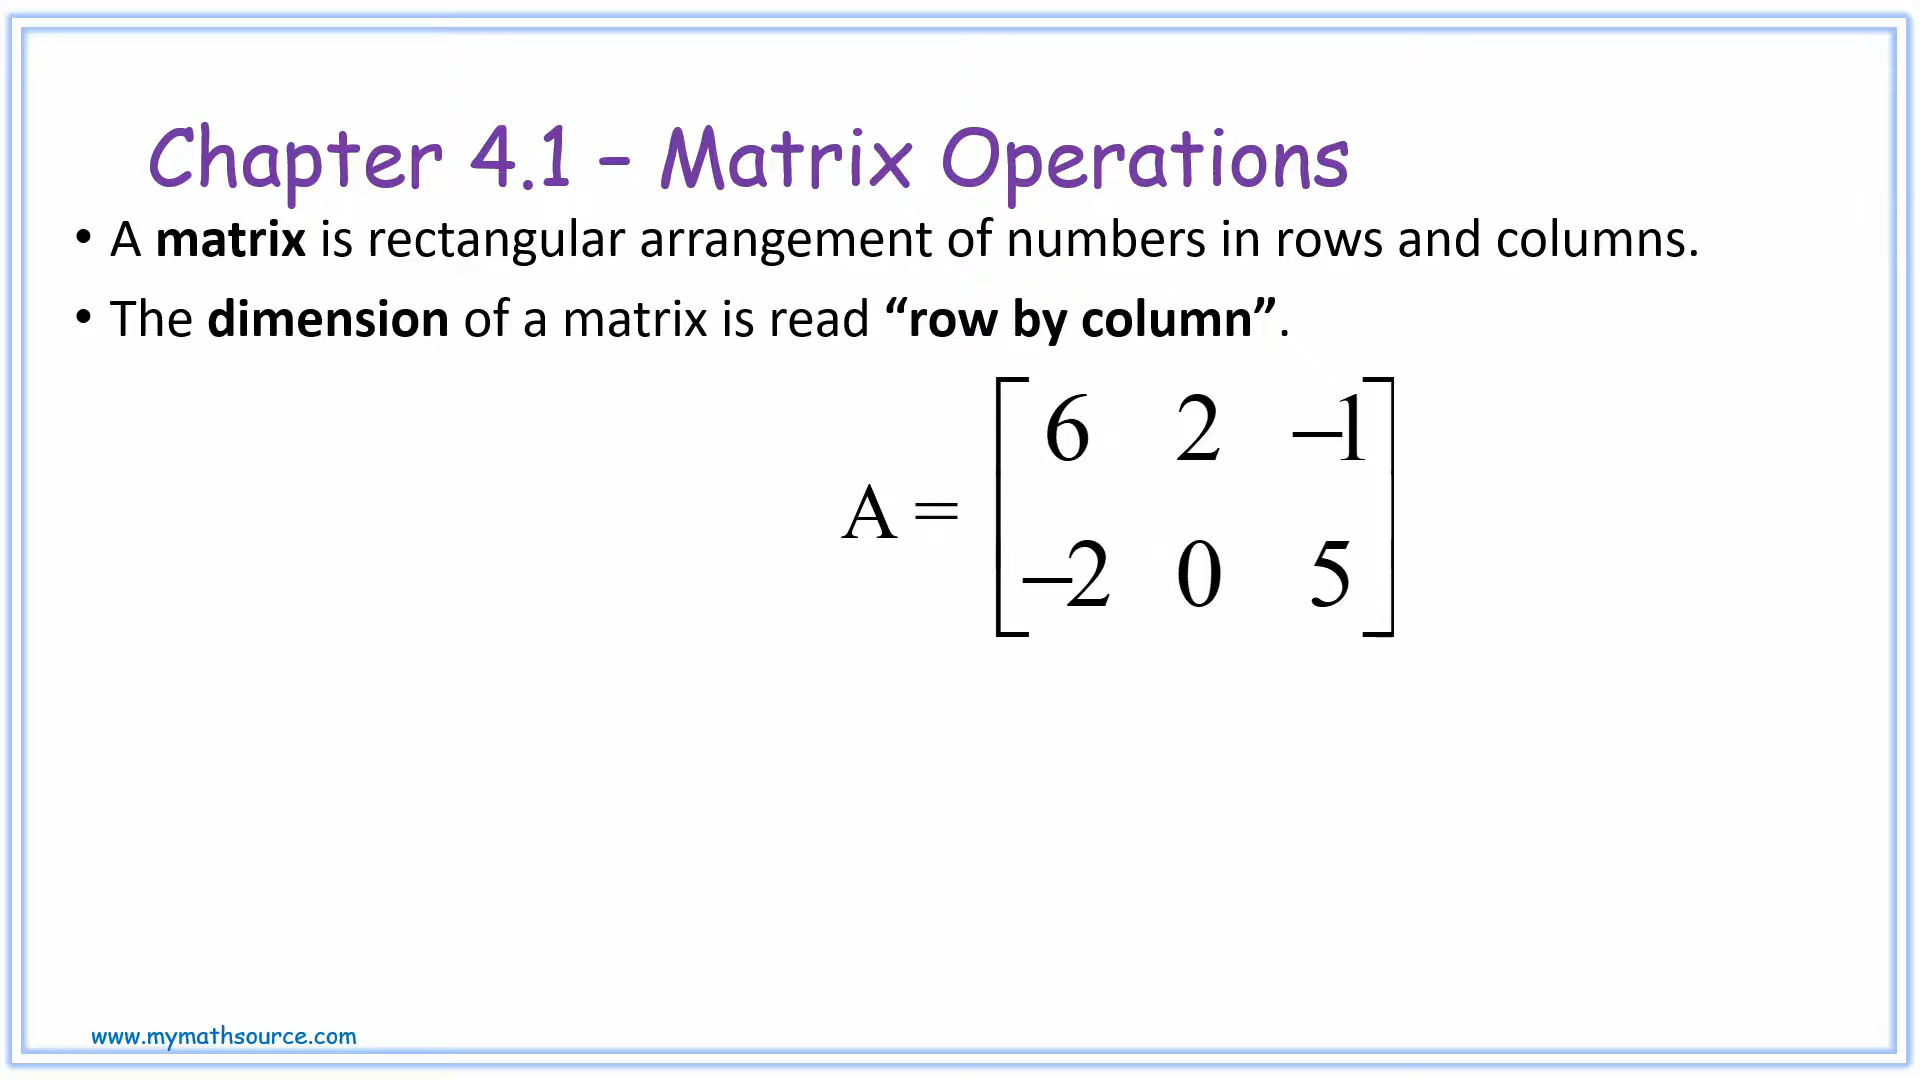 Chapter 4.1 – Matrix Operations
• A matrix is rectangular arrangement of numbers in rows and columns.
• The dimension of a matrix is read “row by column”.
6 2 –1
A =
–2 0 5
www.mymathsource.com